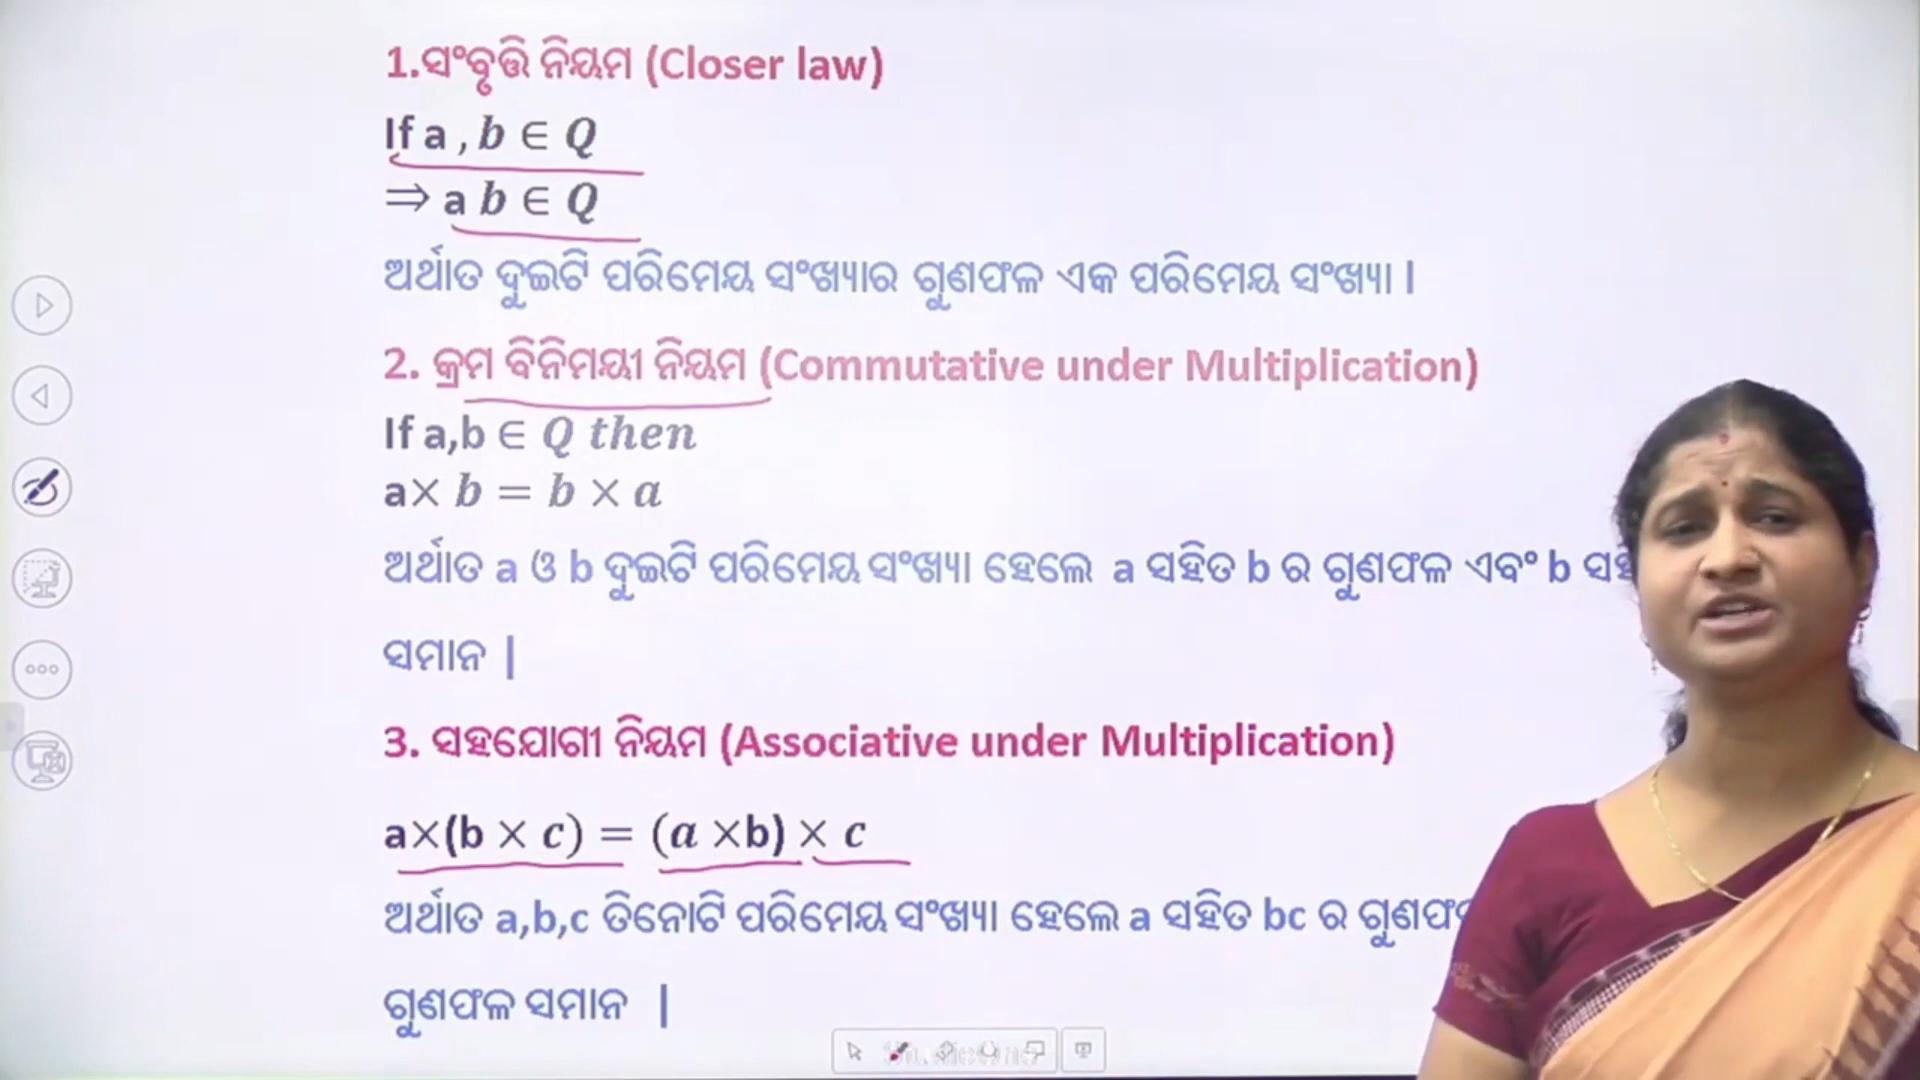 1.ସଂବୃତ୍ତି ନିୟମ (Closer law)
If a , b ∈ Q
⇒ a b ∈ Q
ଅର୍ଥାତ ଦୁଇଟି ପରିମେୟ ସଂଖ୍ୟାର ଗୁଣଫଳ ଏକ ପରିମେୟ ସଂଖ୍ୟା l
2. କ୍ରମ ବିନିମୟୀ ନିୟମ (Commutative under Multiplication)
If a,b ∈ Q then
a× b = b × a
ଅର୍ଥାତ a ଓ b ଦୁଇଟି ପରିମେୟ ସଂଖ୍ୟା ହେଲେ a ସହିତ b ର ଗୁଣଫଳ ଏବଂ b
ସମାନ |
3. ସହଯୋଗୀ ନିୟମ (Associative under Multiplication)
a×(b × c) = (a ×b) × c
ଅର୍ଥାତ a,b,c ତିନୋଟି ପରିମେୟ ସଂଖ୍ୟା ହେଲେ a ସହିତ bc ର
ଗୁଣଫଳ ସମାନ |